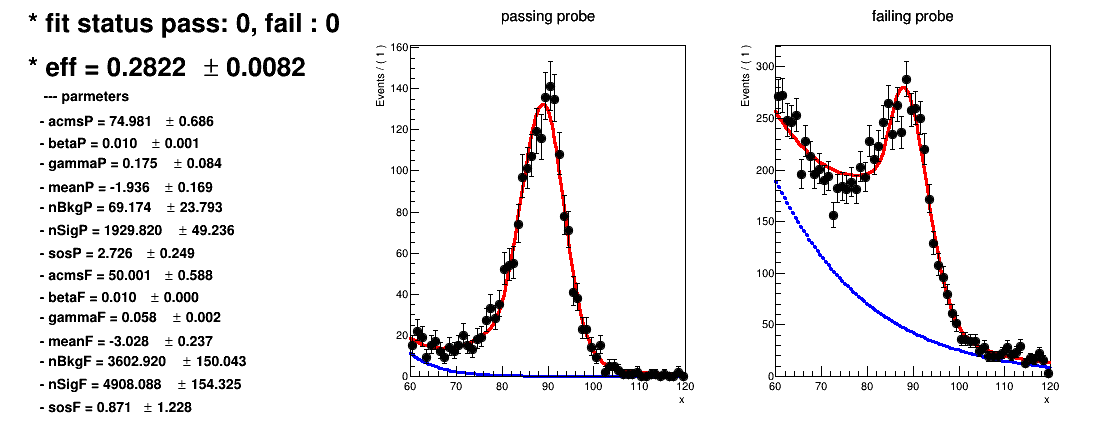 * fit status pass: 0, fail : 0
* eff = 0.2822 ± 0.0082
--- parmeters
- acmsP = 74.981 ± 0.686
- betaP = 0.010 ± 0.001
- gammaP = 0.175 ± 0.084
- meanP = -1.936 ± 0.169
- nBkgP = 69.174 ± 23.793
- nSigP = 1929.820 ± 49.236
- sosP = 2.726 ± 0.249
- acmsF = 50.001 ± 0.588
- betaF = 0.010 ± 0.000
- gammaF = 0.058 ± 0.002
- meanF = -3.028 ± 0.237
- nBkgF = 3602.920 ± 150.043
- nSigF = 4908.088 ± 154.325
- sosF = 0.871 ± 1.228
passing probe
Events / ( 1 )
160
140
120
100
80
60
40
20
0
60 70 80 90 100 110 120
x
failing probe
Events / ( 1 )
300
250
200
150
100
50
0
60 70 80 90 100 110 120
x